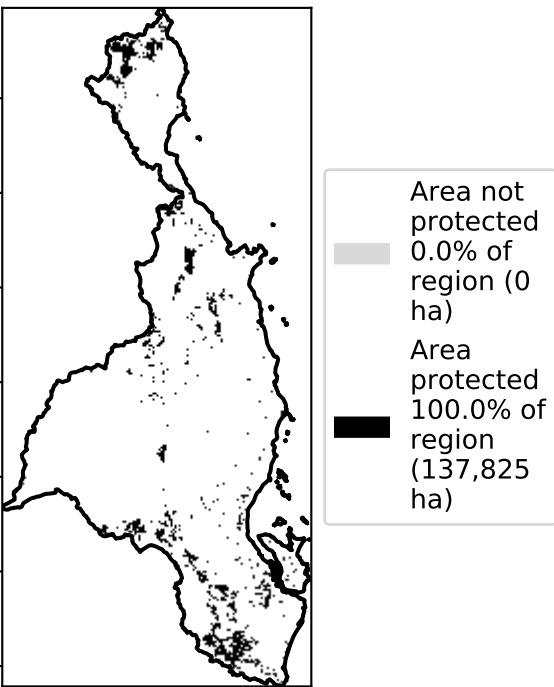 Area not
protected
0.0% of
region (0
ha)
Area
protected
100.0% of
region
(137,825
ha)